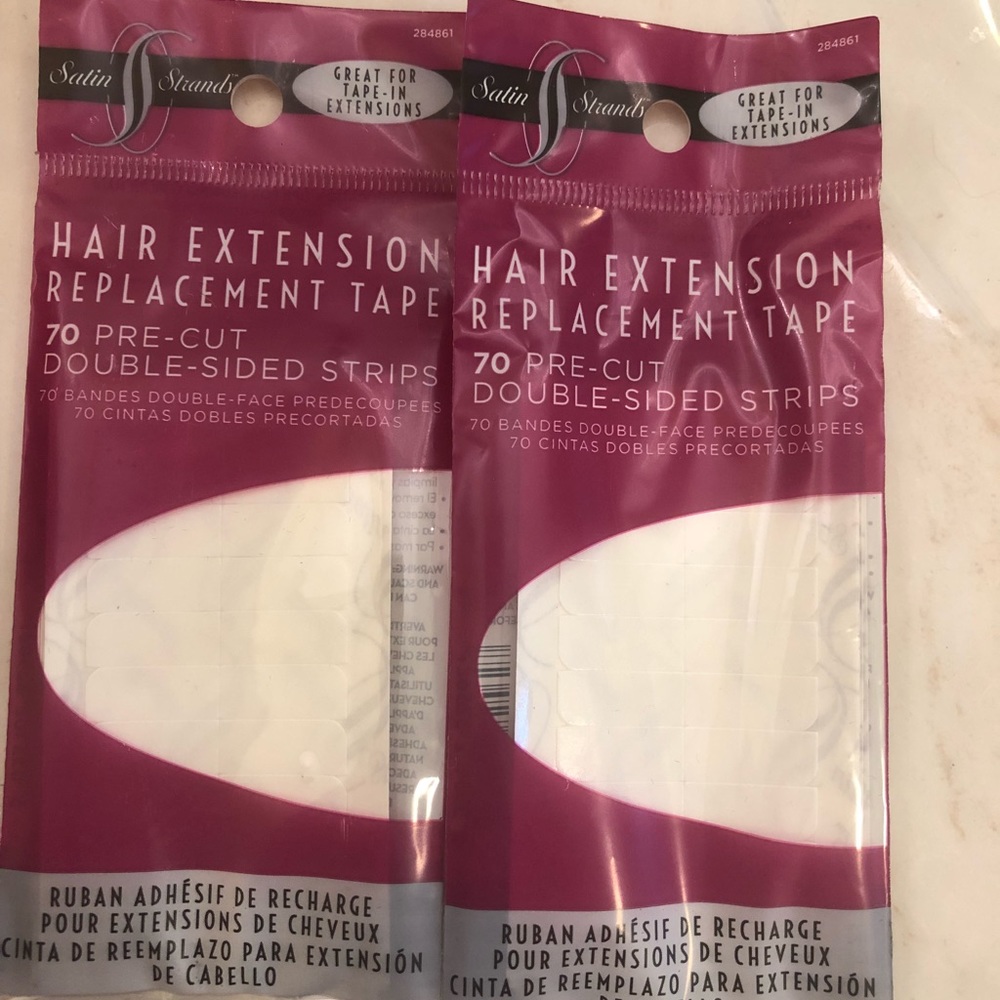 284861
Satin Strands™
GREAT FOR
TAPE-IN
EXTENSIONS
HAIR EXTENSION
REPLACEMENT TAPE
70 PRE-CUT
DOUBLE-SIDED STRIPS
70 BANDES DOUBLE-FACE PREDECOUPEES
70 CINTAS DOBLES PRECORTADAS
RUBAN ADHÉSIF DE RECHARGE
POUR EXTENSIONS DE CHEVEUX
CINTA DE REEMPLAZO PARA EXTENSIÓN
DE CABELLO
284861
Satin Strands™
GREAT FOR
TAPE-IN
EXTENSIONS
HAIR EXTENSION
REPLACEMENT TAPE
70 PRE-CUT
DOUBLE-SIDED STRIPS
70 BANDES DOUBLE-FACE PREDECOUPEES
70 CINTAS DOBLES PRECORTADAS
RUBAN ADHÉSIF DE RECHARGE
POUR EXTENSIONS DE CHEVEUX
CINTA DE REEMPLAZO PARA EXTENSIÓN